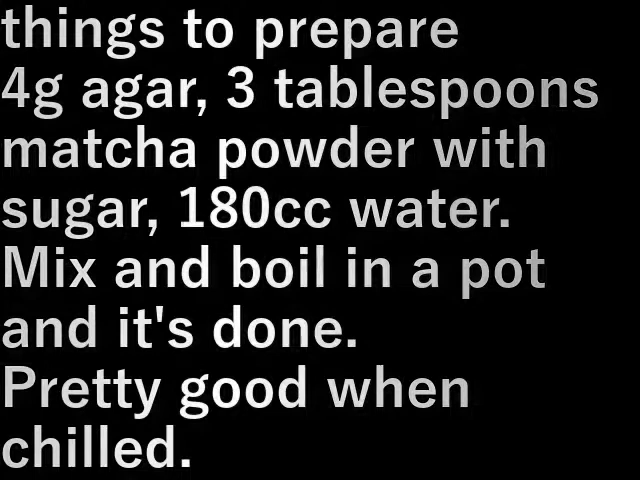 things to prepare
4g agar, 3 tablespoons
matcha powder with
sugar, 180cc water.
Mix and boil in a pot
and it's done.
Pretty good when
chilled.